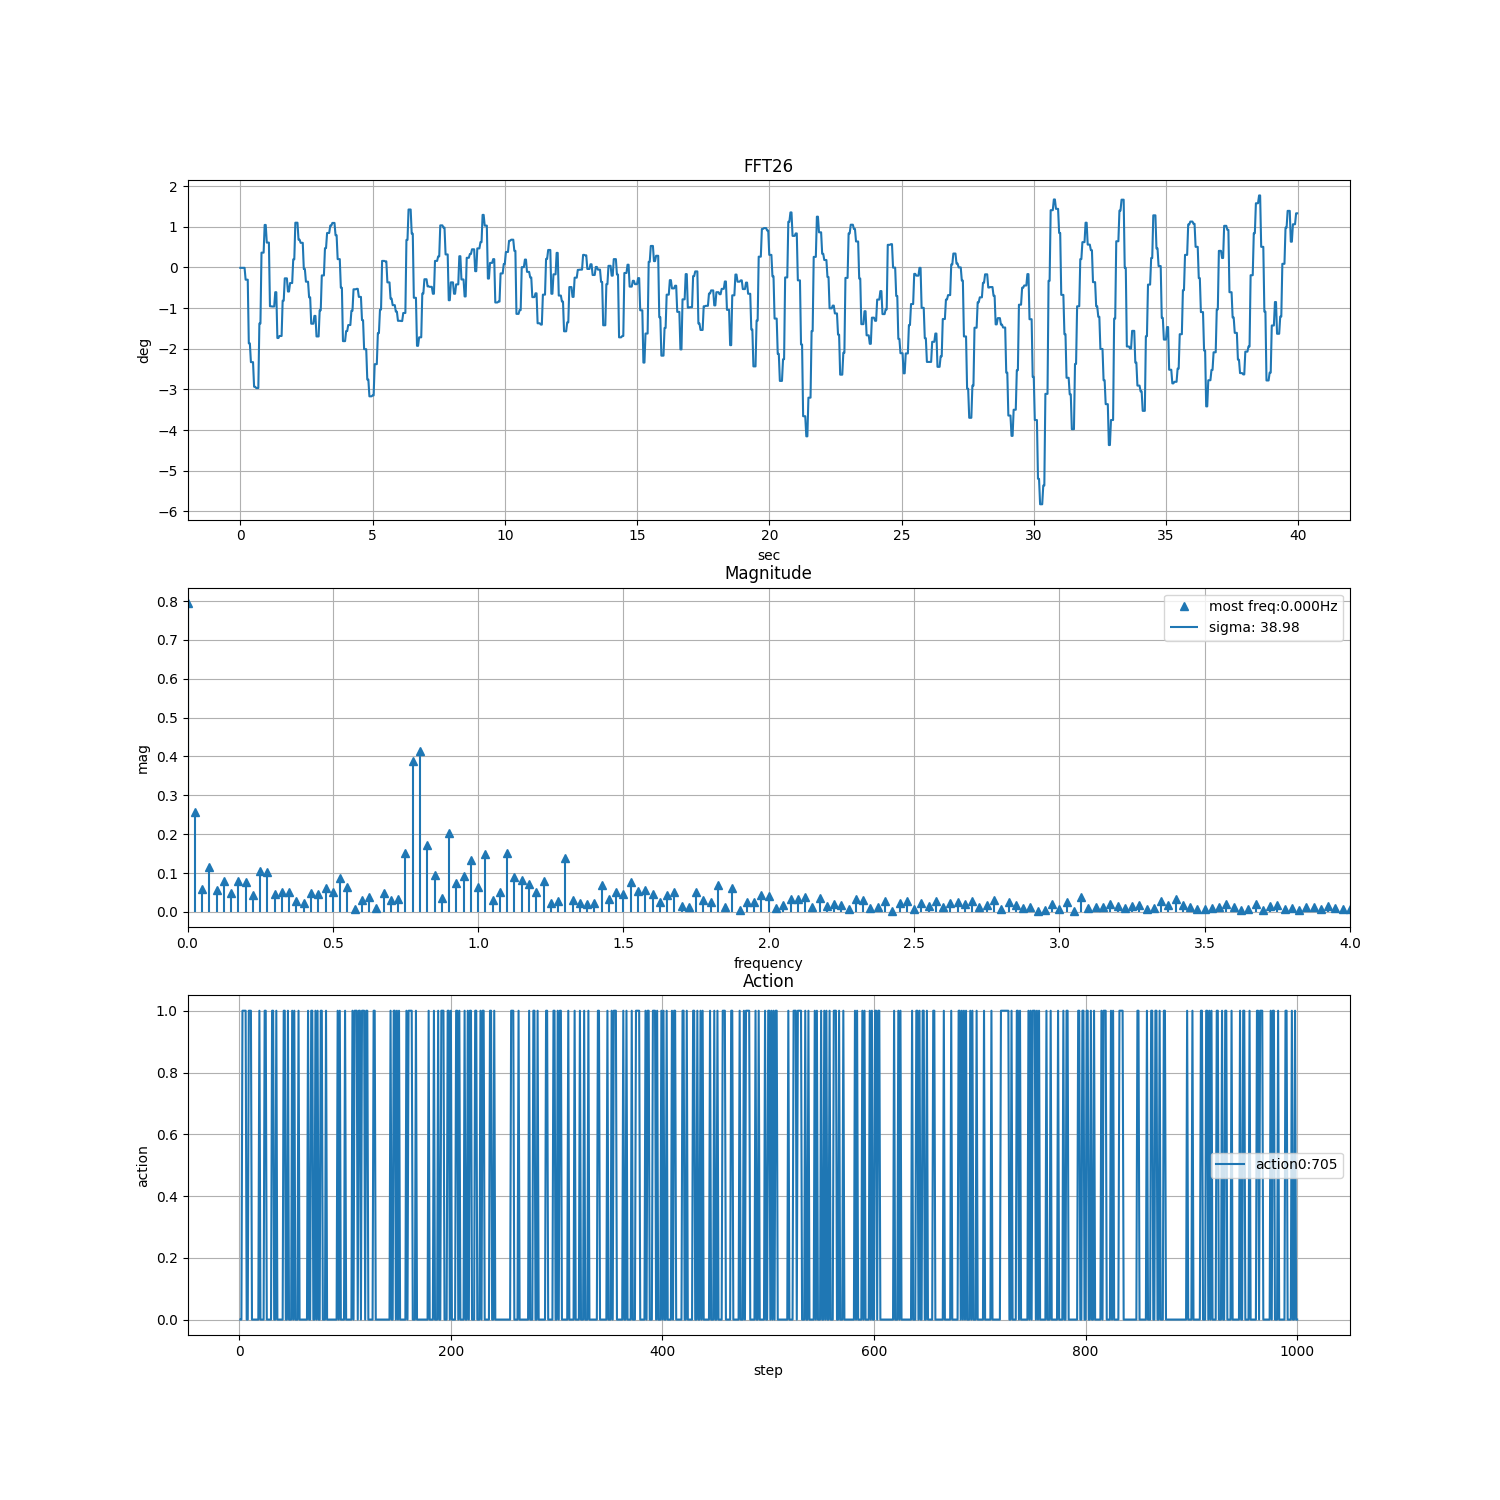 FFT26
2
1
0
−1
−2
−3
−4
−5
−6
deg
0 5 10 15 20 25 30 35 40
sec
Magnitude
0.8
0.7
0.6
0.5
0.4
0.3
0.2
0.1
0.0
mag
most freq:0.000Hz
sigma: 38.98
0.0 0.5 1.0 1.5 2.0 2.5 3.0 3.5 4.0
frequency
Action
1.0
0.8
0.6
0.4
0.2
0.0
action
action0:705
0 200 400 600 800 1000
step